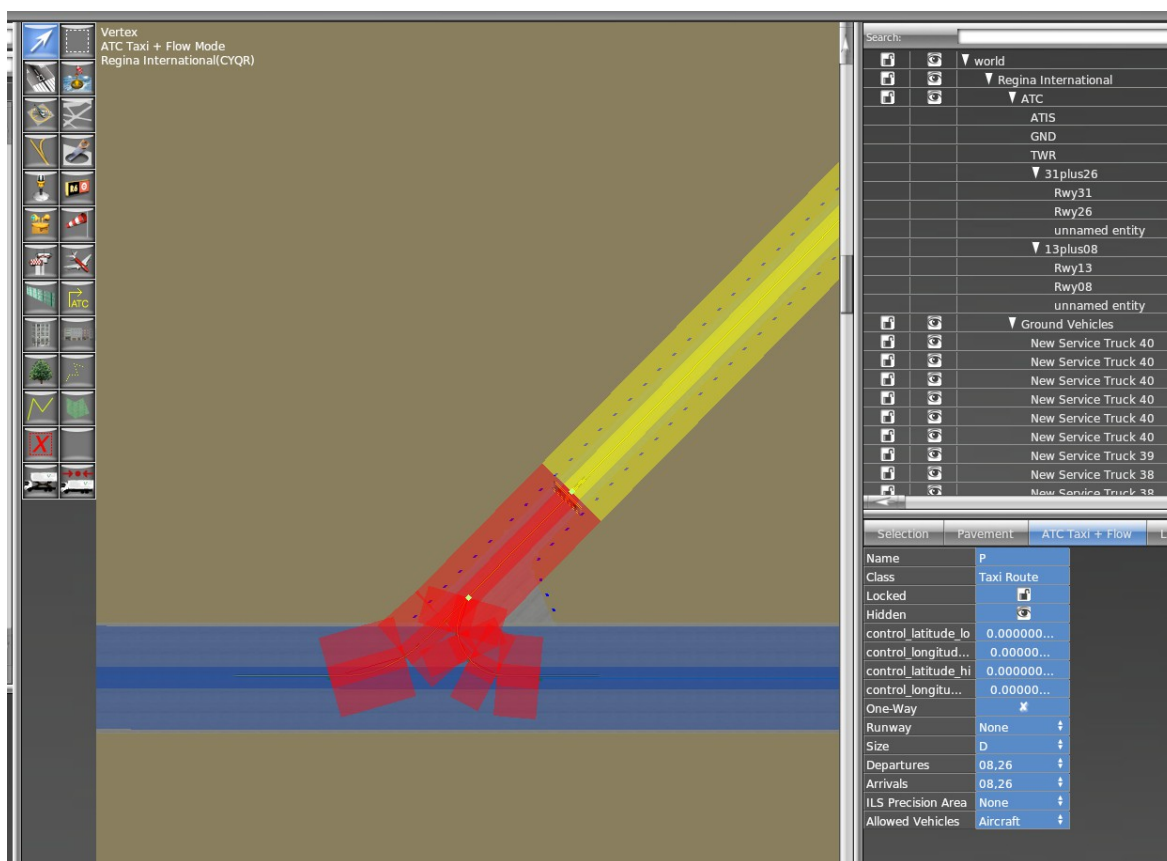 Vertex
ATC Taxi + Flow Mode
Regina International(CYQR)
ATC
Search:
world
Regina International
ATC
ATIS
GND
TWR
31plus26
Rwy31
Rwy26
unnamed entity
13plus08
Rwy13
Rwy08
unnamed entity
Ground Vehicles
New Service Truck 40
New Service Truck 40
New Service Truck 40
New Service Truck 40
New Service Truck 40
New Service Truck 40
New Service Truck 39
New Service Truck 38
New Service Truck 38
Selection Pavement ATC Taxi + Flow L
Name P
Class Taxi Route
Locked
Hidden
control_latitude_lo 0.000000...
control_longitud... 0.00000...
control_latitude_hi 0.000000...
control_longitu... 0.00000...
One-Way x
Runway None
Size D
Departures 08,26
Arrivals 08,26
ILS Precision Area None
Allowed Vehicles Aircraft